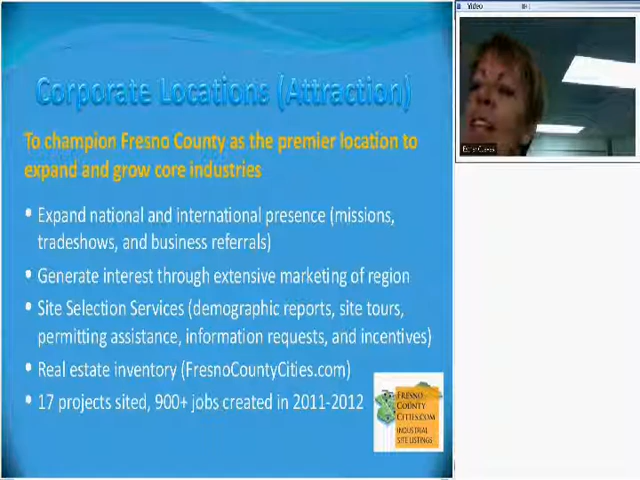 Corporate Locations (Attraction)
To champion Fresno County as the premier location to
expand and grow core industries
• Expand national and international presence (missions,
tradeshows, and business referrals)
• Generate interest through extensive marketing of region
• Site Selection Services (demographic reports, site tours,
permitting assistance, information requests, and incentives)
• Real estate inventory (FresnoCountyCities.com)
• 17 projects sited, 900+ jobs created in 2011-2012
FRESNO
COUNTY
CITIES.COM
INDUSTRIAL
SITE LISTINGS
Video